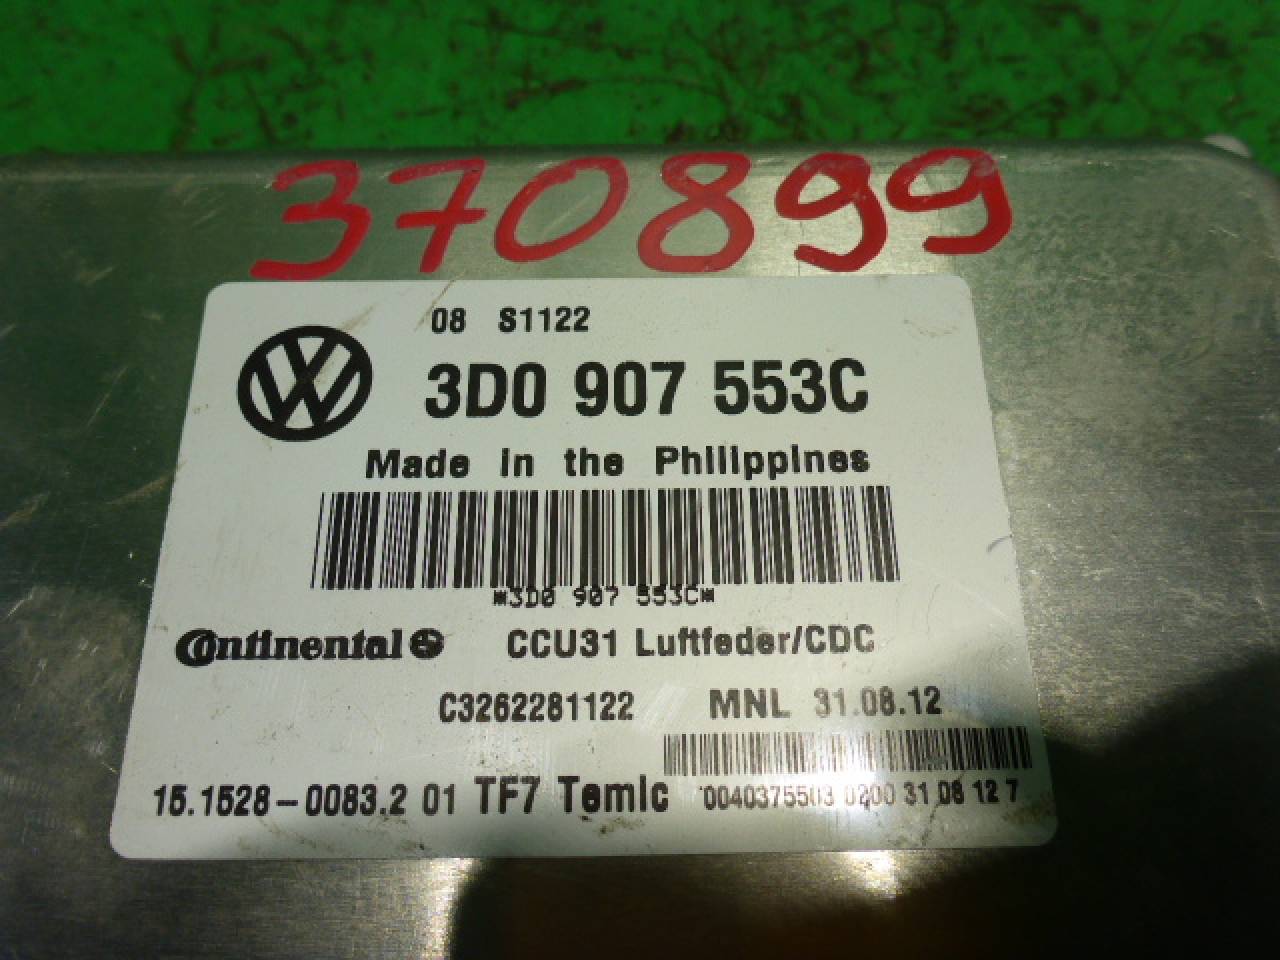 370899
08 S1122
3D0 907 553C
Made in the Philippines
*3D0 907 553C*
Continental CCU31 Luftfeder/CDC
C3262281122 MNL 31.08.12
15.1528-0083.2 01 TF7 Temic 0040375503 0200 31 08 12 7